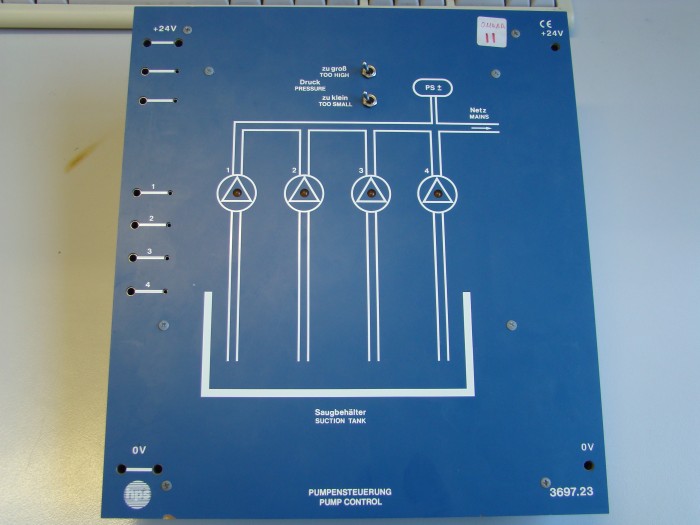 +24V
11
CE
+24V
zu groß
TOO HIGH
Druck
PRESSURE
zu klein
TOO SMALL
PS ±
Netz
MAINS
1
2
3
4
1
2
3
4
Saugbehälter
SUCTION TANK
0V
0V
hps
PUMPENSTEUERUNG
PUMP CONTROL
3697.23